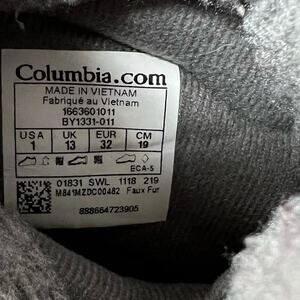 Columbia.com
MADE IN VIETNAM
Fabriqué au Vietnam
1663601011
BY1331-011
USA UK EUR CM
1 13 32 19
ECA-5
01831 SWL 1118 219
M841MZDC00482 Faux Fur
888664723905